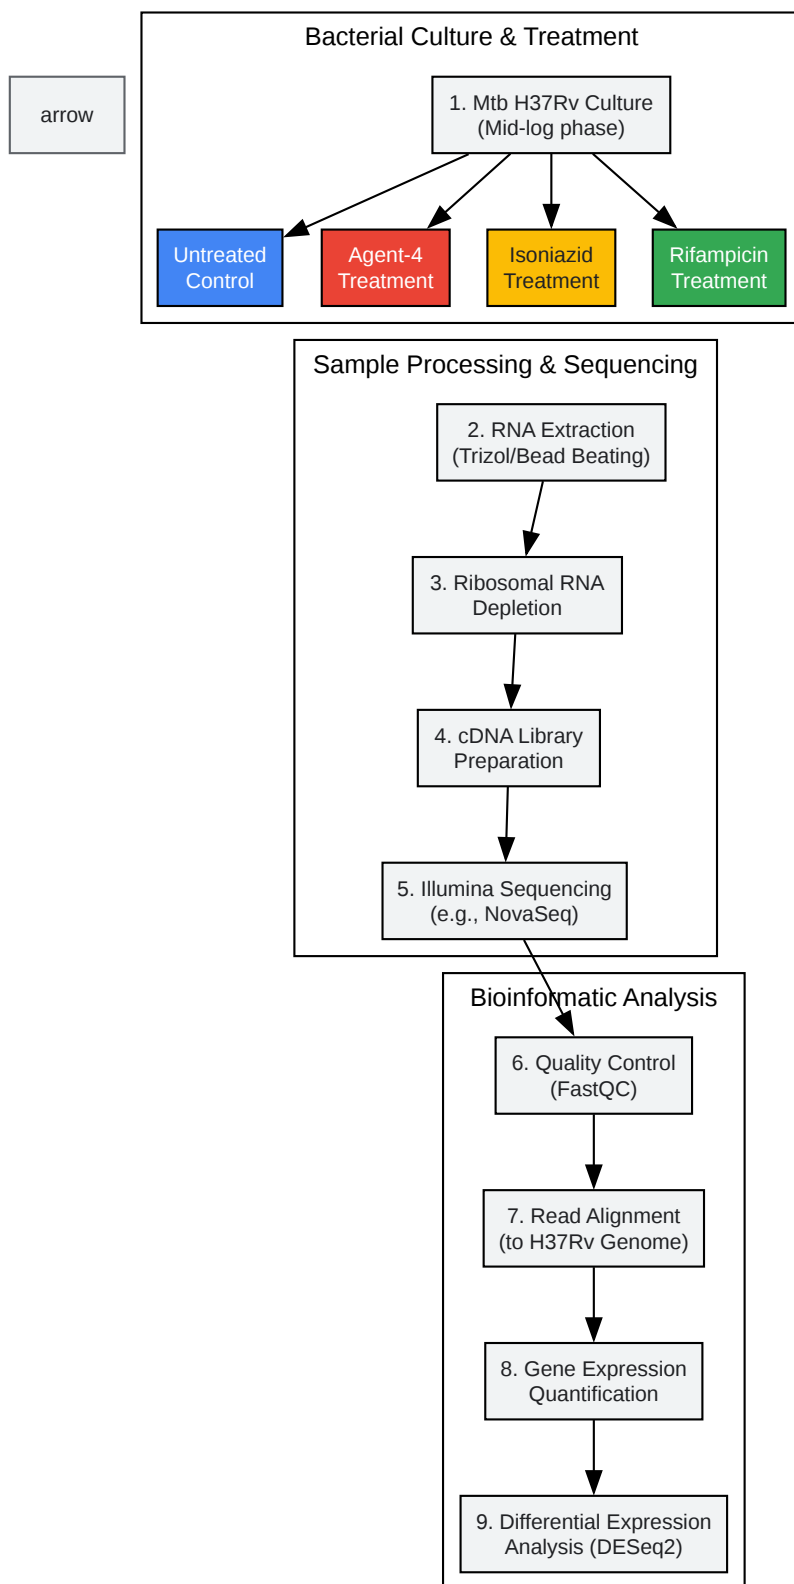 Bacterial Culture & Treatment
arrow
1. Mtb H37Rv Culture
(Mid-log phase)
Untreated
Control
Agent-4
Treatment
Isoniazid
Treatment
Rifampicin
Treatment
Sample Processing & Sequencing
2. RNA Extraction
(Trizol/Bead Beating)
3. Ribosomal RNA
Depletion
4. cDNA Library
Preparation
5. Illumina Sequencing
(e.g., NovaSeq)
Bioinformatic Analysis
6. Quality Control
(FastQC)
7. Read Alignment
(to H37Rv Genome)
8. Gene Expression
Quantification
9. Differential Expression
Analysis (DESeq2)